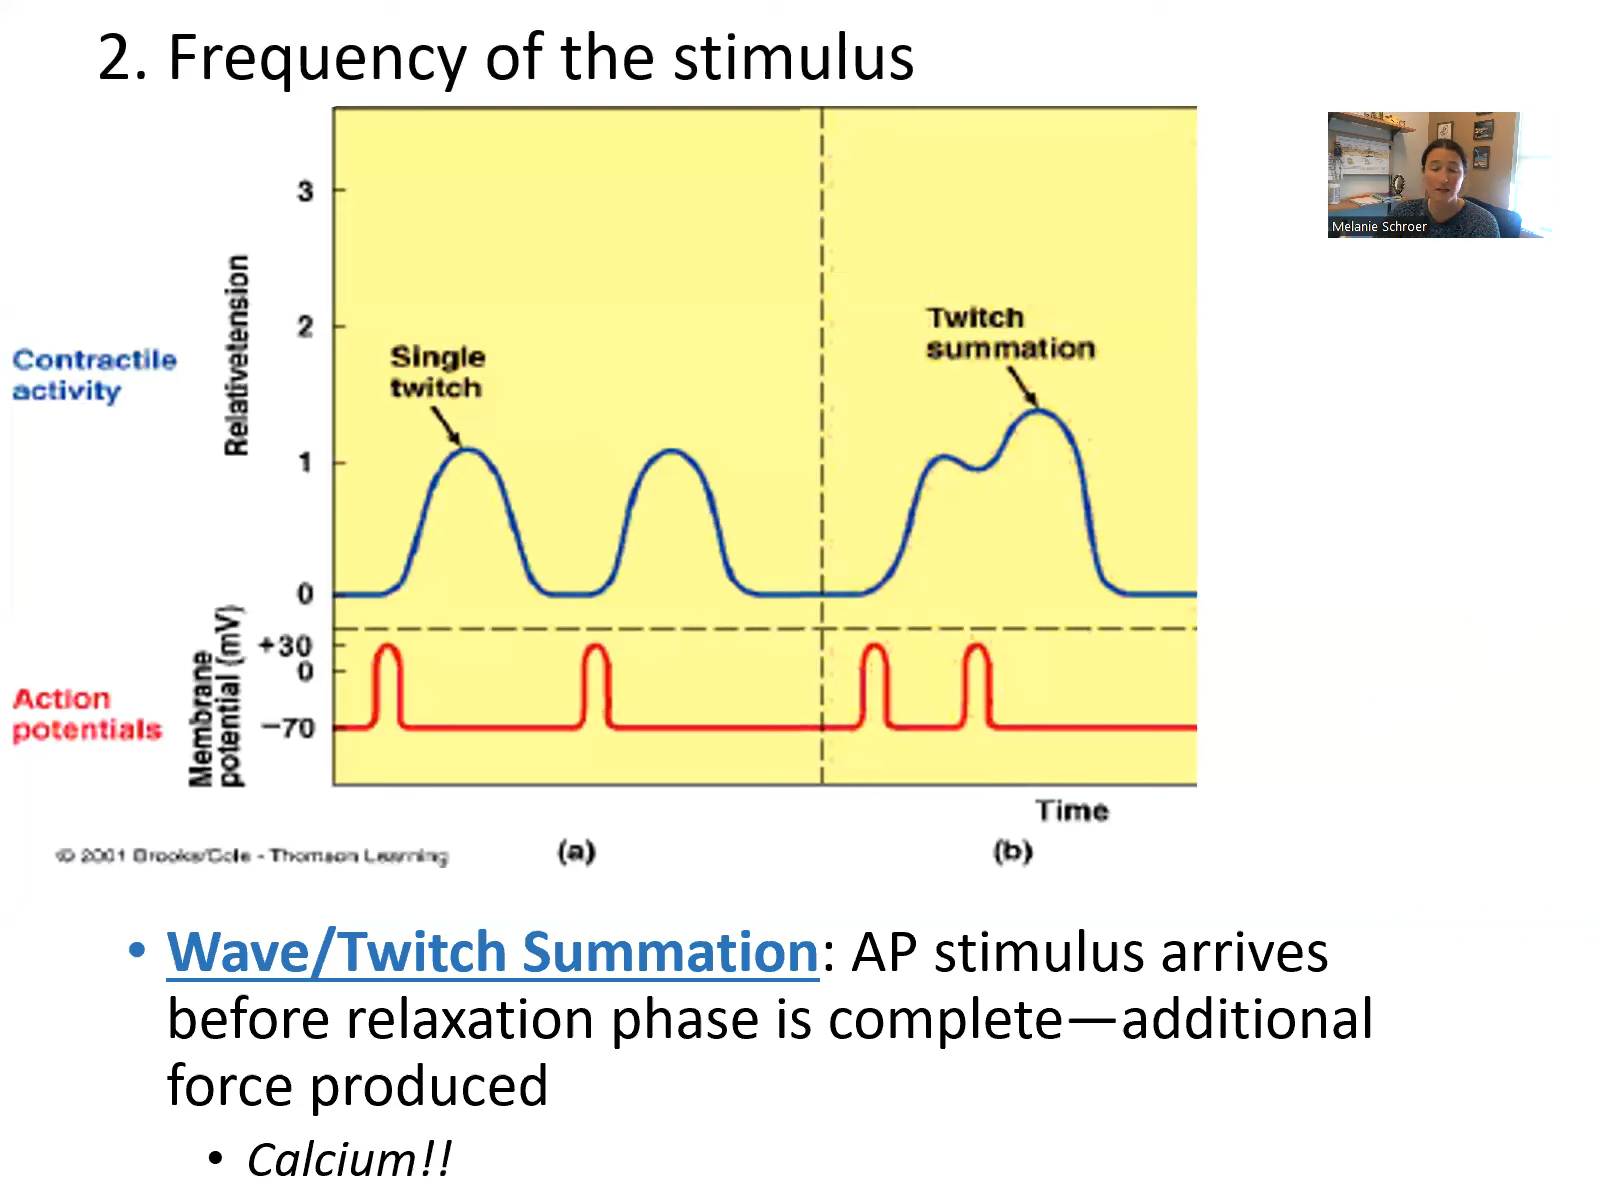 2. Frequency of the stimulus
3
2
1
0
Relativetension
Contractile
activity
Single
twitch
Twitch
summation
Melanie Schroer
+30
0
−70
Membrane
potential (mV)
Action
potentials
Time
© 2001 Brooks/Cole - Thomson Learning
(a)
(b)
• Wave/Twitch Summation: AP stimulus arrives
before relaxation phase is complete—additional
force produced
• Calcium!!